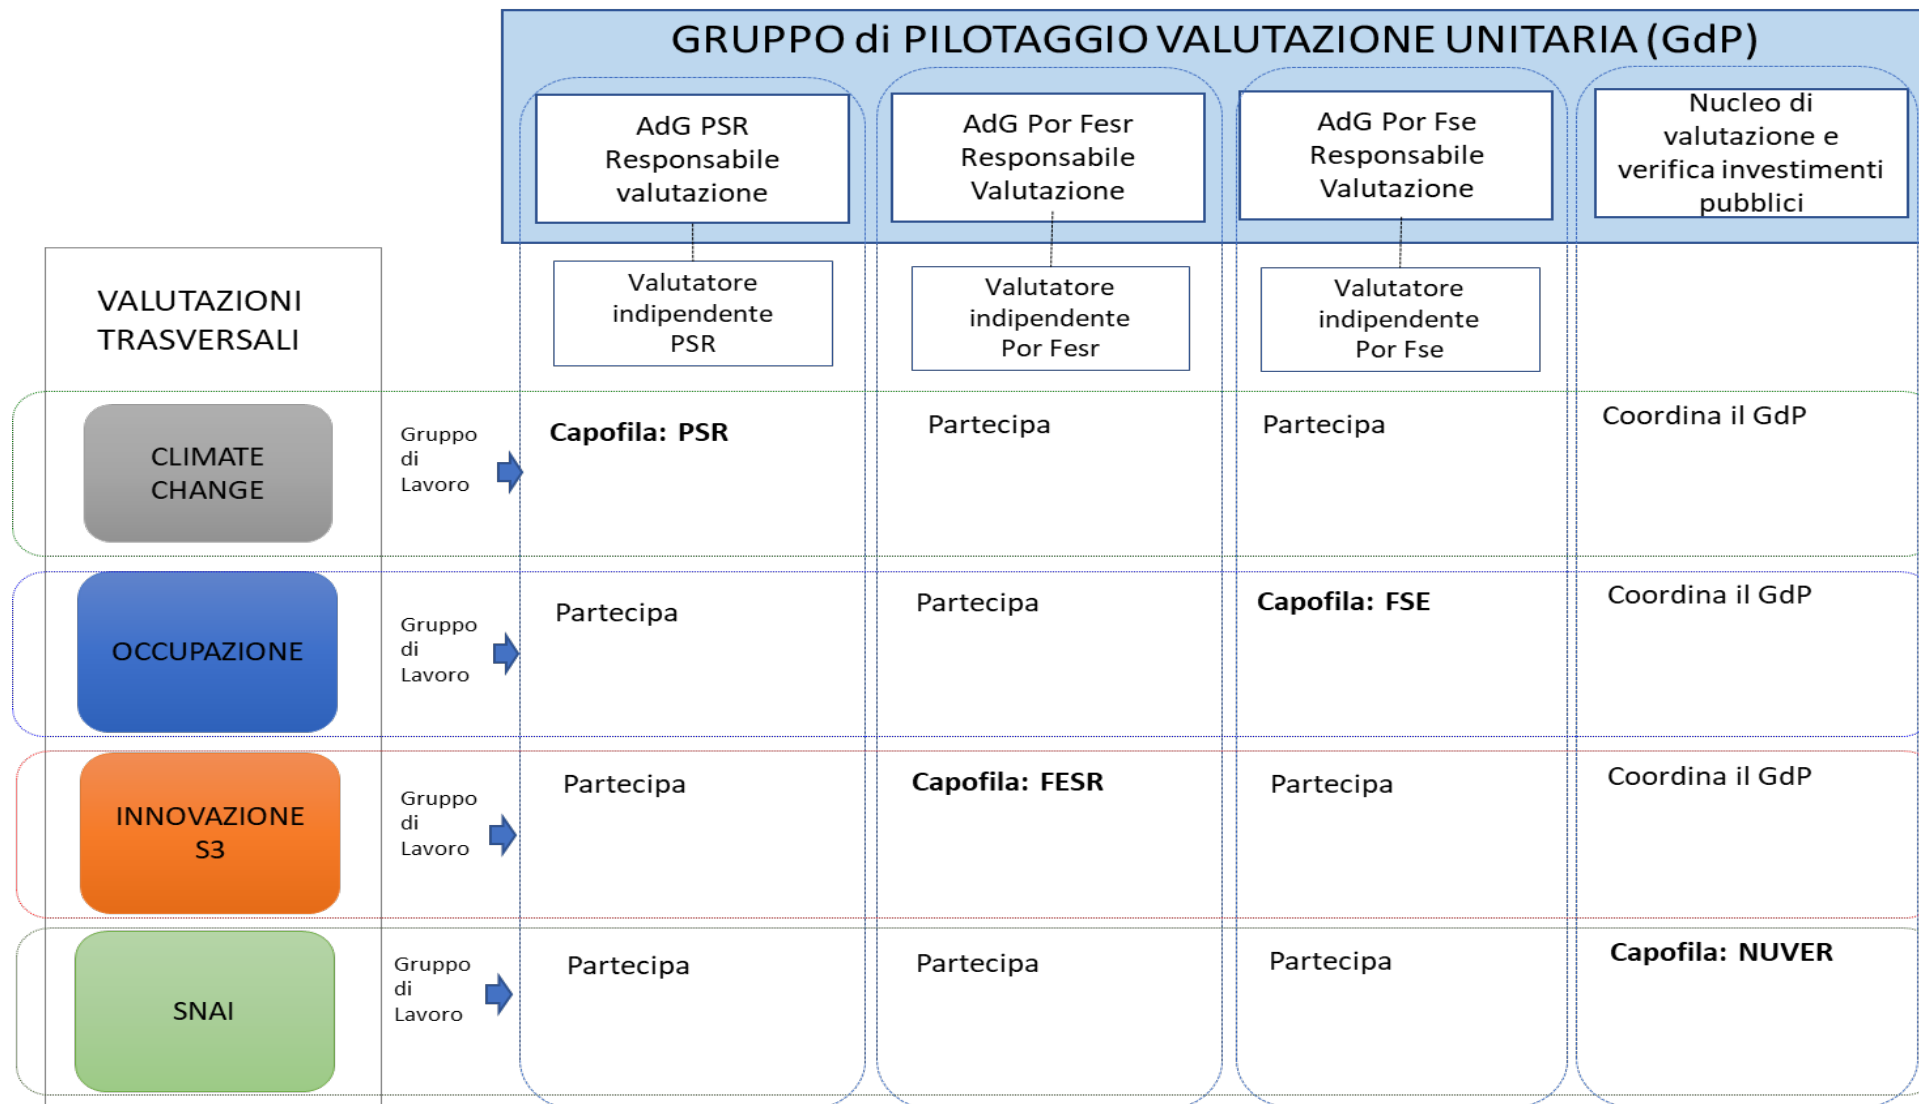 GRUPPO di PILOTAGGIO VALUTAZIONE UNITARIA (GdP)
AdG PSR
Responsabile
valutazione
AdG Por Fesr
Responsabile
Valutazione
AdG Por Fse
Responsabile
Valutazione
Nucleo di
valutazione e
verifica investimenti
pubblici
Valutatore
indipendente
PSR
Valutatore
indipendente
Por Fesr
Valutatore
indipendente
Por Fse
VALUTAZIONI
TRASVERSALI
CLIMATE
CHANGE
Gruppo
di
Lavoro
Capofila: PSR
Partecipa
Partecipa
Coordina il GdP
OCCUPAZIONE
Gruppo
di
Lavoro
Partecipa
Partecipa
Capofila: FSE
Coordina il GdP
INNOVAZIONE
S3
Gruppo
di
Lavoro
Partecipa
Capofila: FESR
Partecipa
Coordina il GdP
SNAI
Gruppo
di
Lavoro
Partecipa
Partecipa
Partecipa
Capofila: NUVER